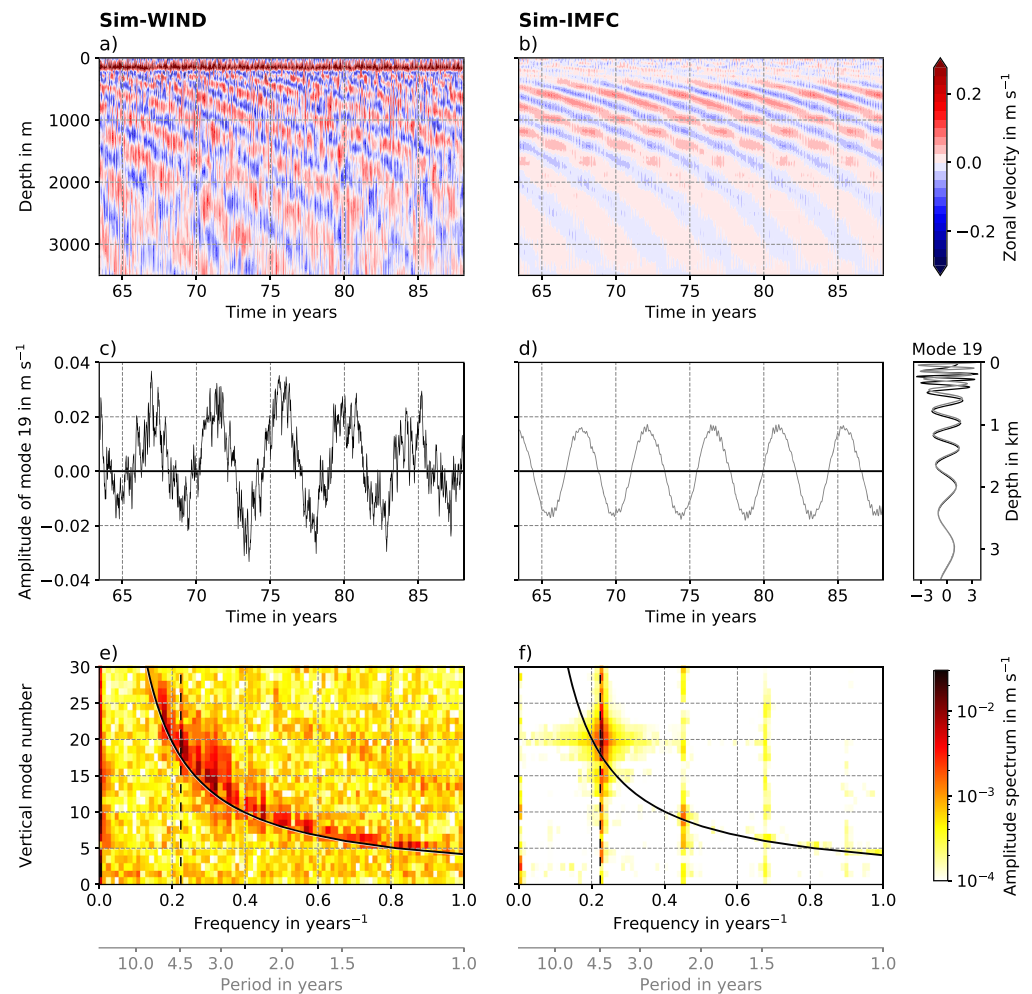 Sim-WIND
Sim-IMFC
a)
b)
0
1000
2000
3000
Depth in m
65 70 75 80 85
Time in years
65 70 75 80 85
Time in years
0.2
0.0
−0.2
Zonal velocity in m s⁻¹
c)
d)
Mode 19
0.04
0.02
0.00
−0.02
−0.04
Amplitude of mode 19 in m s⁻¹
65 70 75 80 85
Time in years
65 70 75 80 85
Time in years
0
1
2
3
Depth in km
−3 0 3
e)
f)
30
25
20
15
10
5
0
Vertical mode number
0.0 0.2 0.4 0.6 0.8 1.0
Frequency in years⁻¹
0.0 0.2 0.4 0.6 0.8 1.0
Frequency in years⁻¹
10⁻²
10⁻³
10⁻⁴
Amplitude spectrum in m s⁻¹
10.0 4.5 3.0 2.0 1.5 1.0
Period in years
10.0 4.5 3.0 2.0 1.5 1.0
Period in years